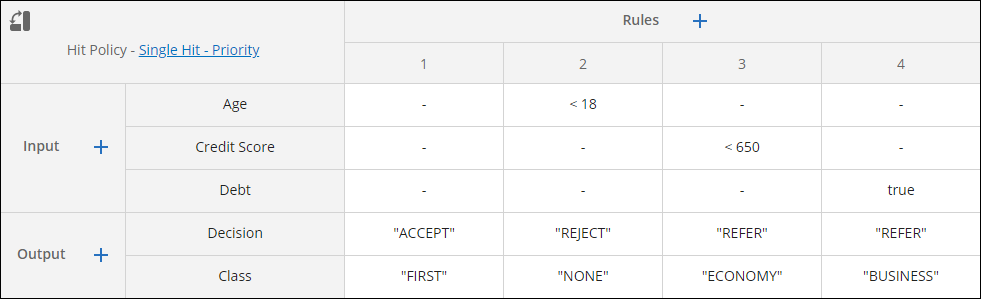 Rules +
Hit Policy - Single Hit - Priority
1 2 3 4
Input + Age - < 18 - -
Credit Score - - < 650 -
Debt - - - true
Output + Decision "ACCEPT" "REJECT" "REFER" "REFER"
Class "FIRST" "NONE" "ECONOMY" "BUSINESS"